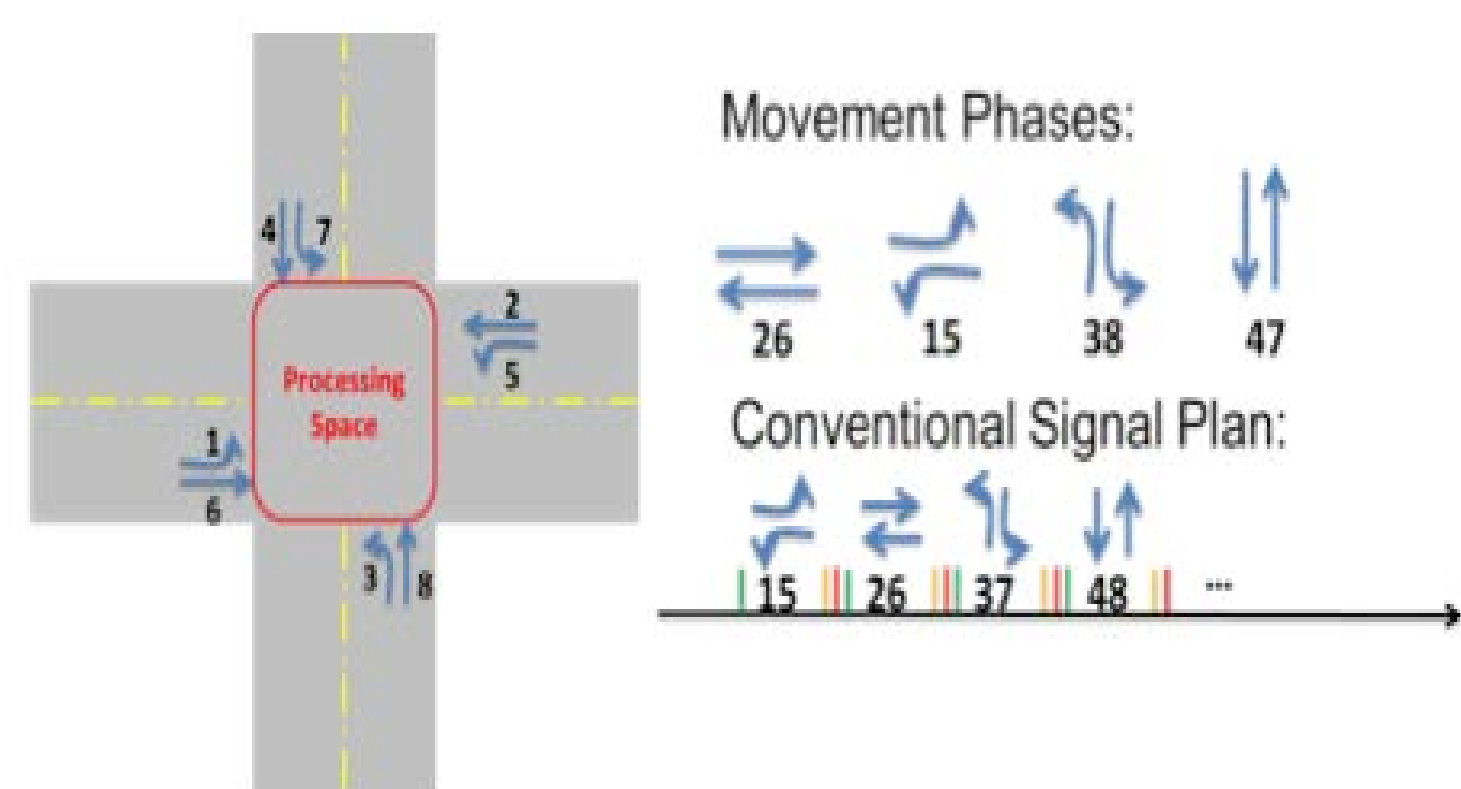 4
7
2
5
Processing
Space
1
6
3
8
Movement Phases:
26 15 38 47
Conventional Signal Plan:
15 26 37 48 ...